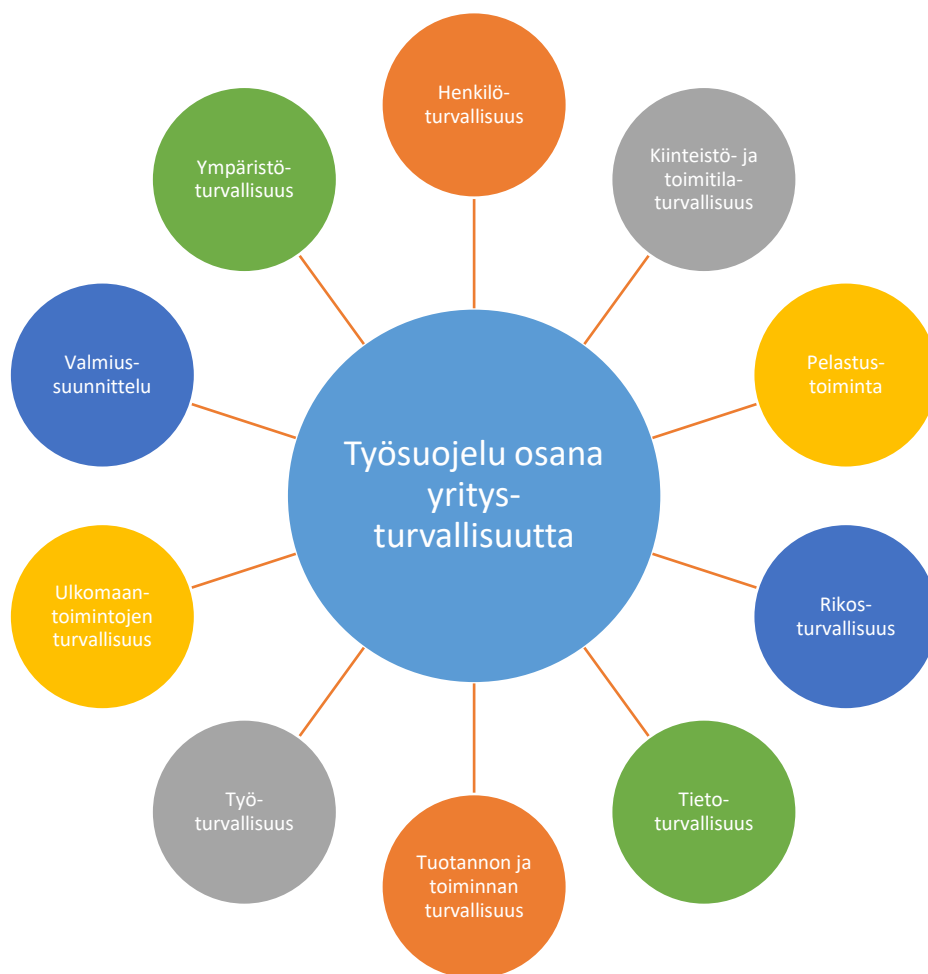 Henkilö-
turvallisuus
Kiinteistö- ja
toimitila-
turvallisuus
Pelastus-
toiminta
Rikos-
turvallisuus
Tieto-
turvallisuus
Tuotannon ja
toiminnan
turvallisuus
Työ-
turvallisuus
Ulkomaan-
toimintojen
turvallisuus
Valmius-
suunnittelu
Ympäristö-
turvallisuus
Työsuojelu osana
yritys-
turvallisuutta